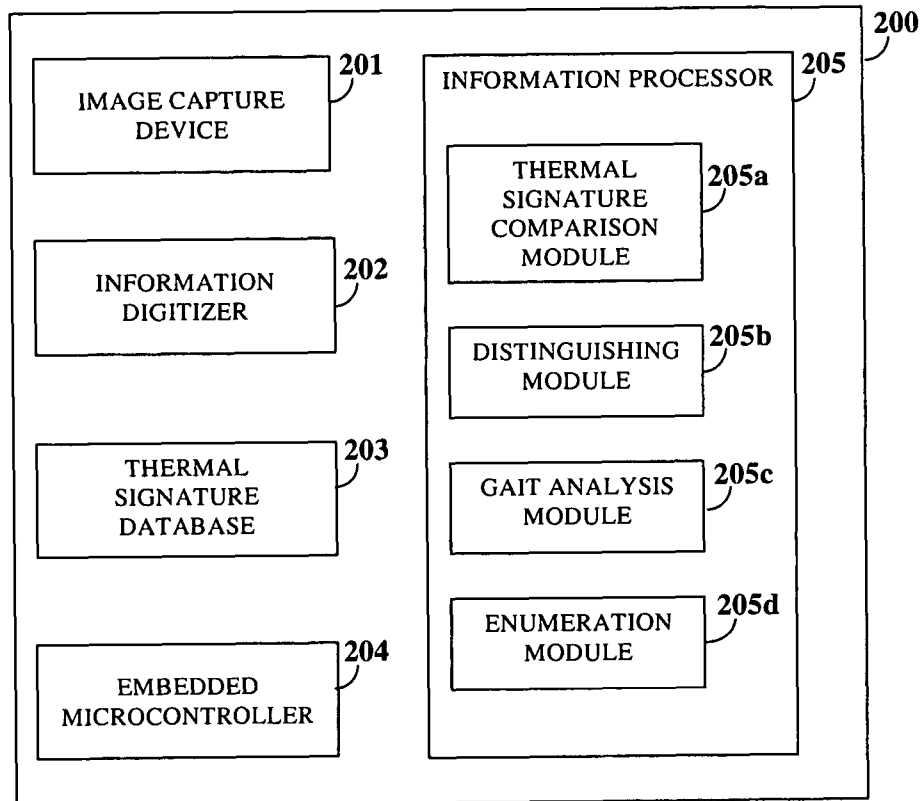 200
201
IMAGE CAPTURE
DEVICE
202
INFORMATION
DIGITIZER
203
THERMAL
SIGNATURE
DATABASE
204
EMBEDDED
MICROCONTROLLER
205
INFORMATION PROCESSOR
205a
THERMAL
SIGNATURE
COMPARISON
MODULE
205b
DISTINGUISHING
MODULE
205c
GAIT ANALYSIS
MODULE
205d
ENUMERATION
MODULE